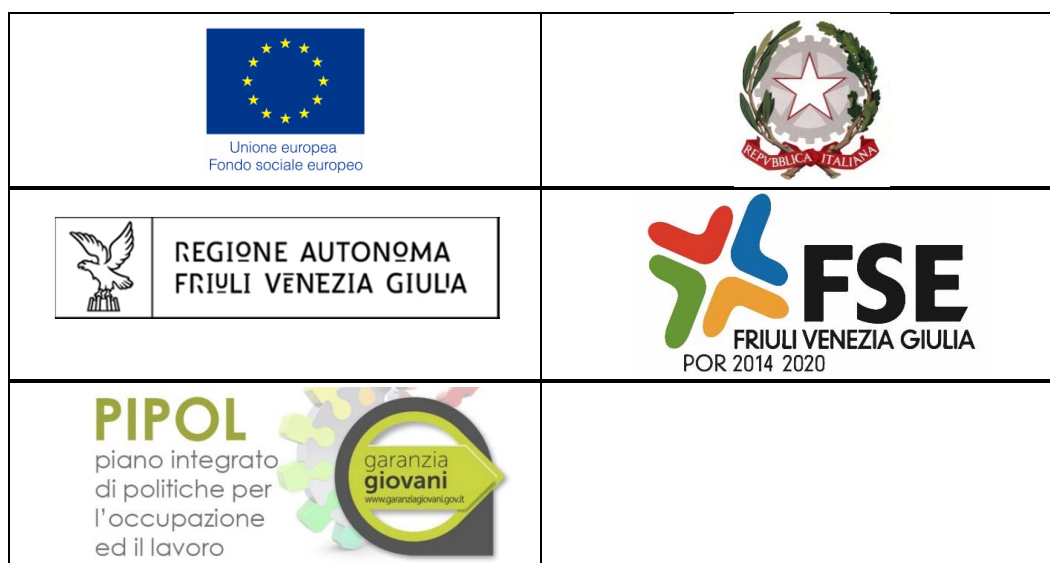 Unione europea
Fondo sociale europeo
REPVBBLICA ITALIANA
REGIONE AUTONOMA
FRIULI VENEZIA GIULIA
FSE
FRIULI VENEZIA GIULIA
POR 2014 2020
PIPOL
piano integrato
di politiche per
l'occupazione
ed il lavoro
garanzia
giovani
www.garanziagiovani.gov.it